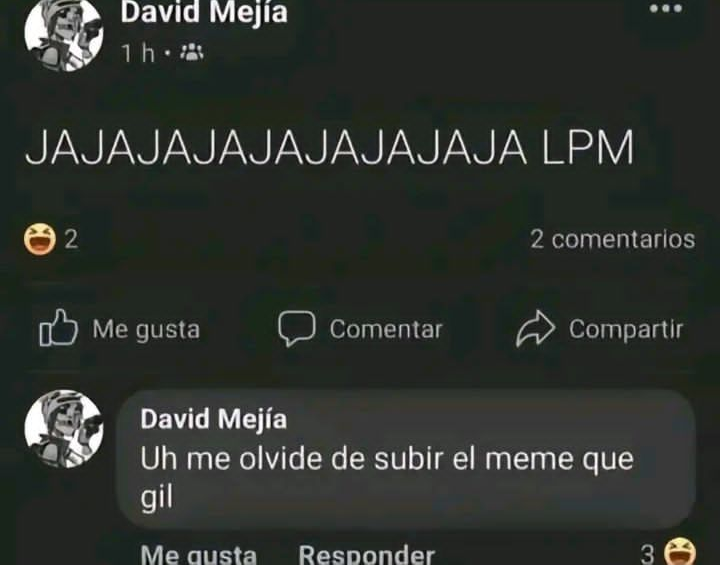 David Mejía
1 h ·
JAJAJAJAJAJAJAJAJA LPM
2
2 comentarios
Me gusta
Comentar
Compartir
David Mejía
Uh me olvide de subir el meme que
gil
Me gusta
Responder
3